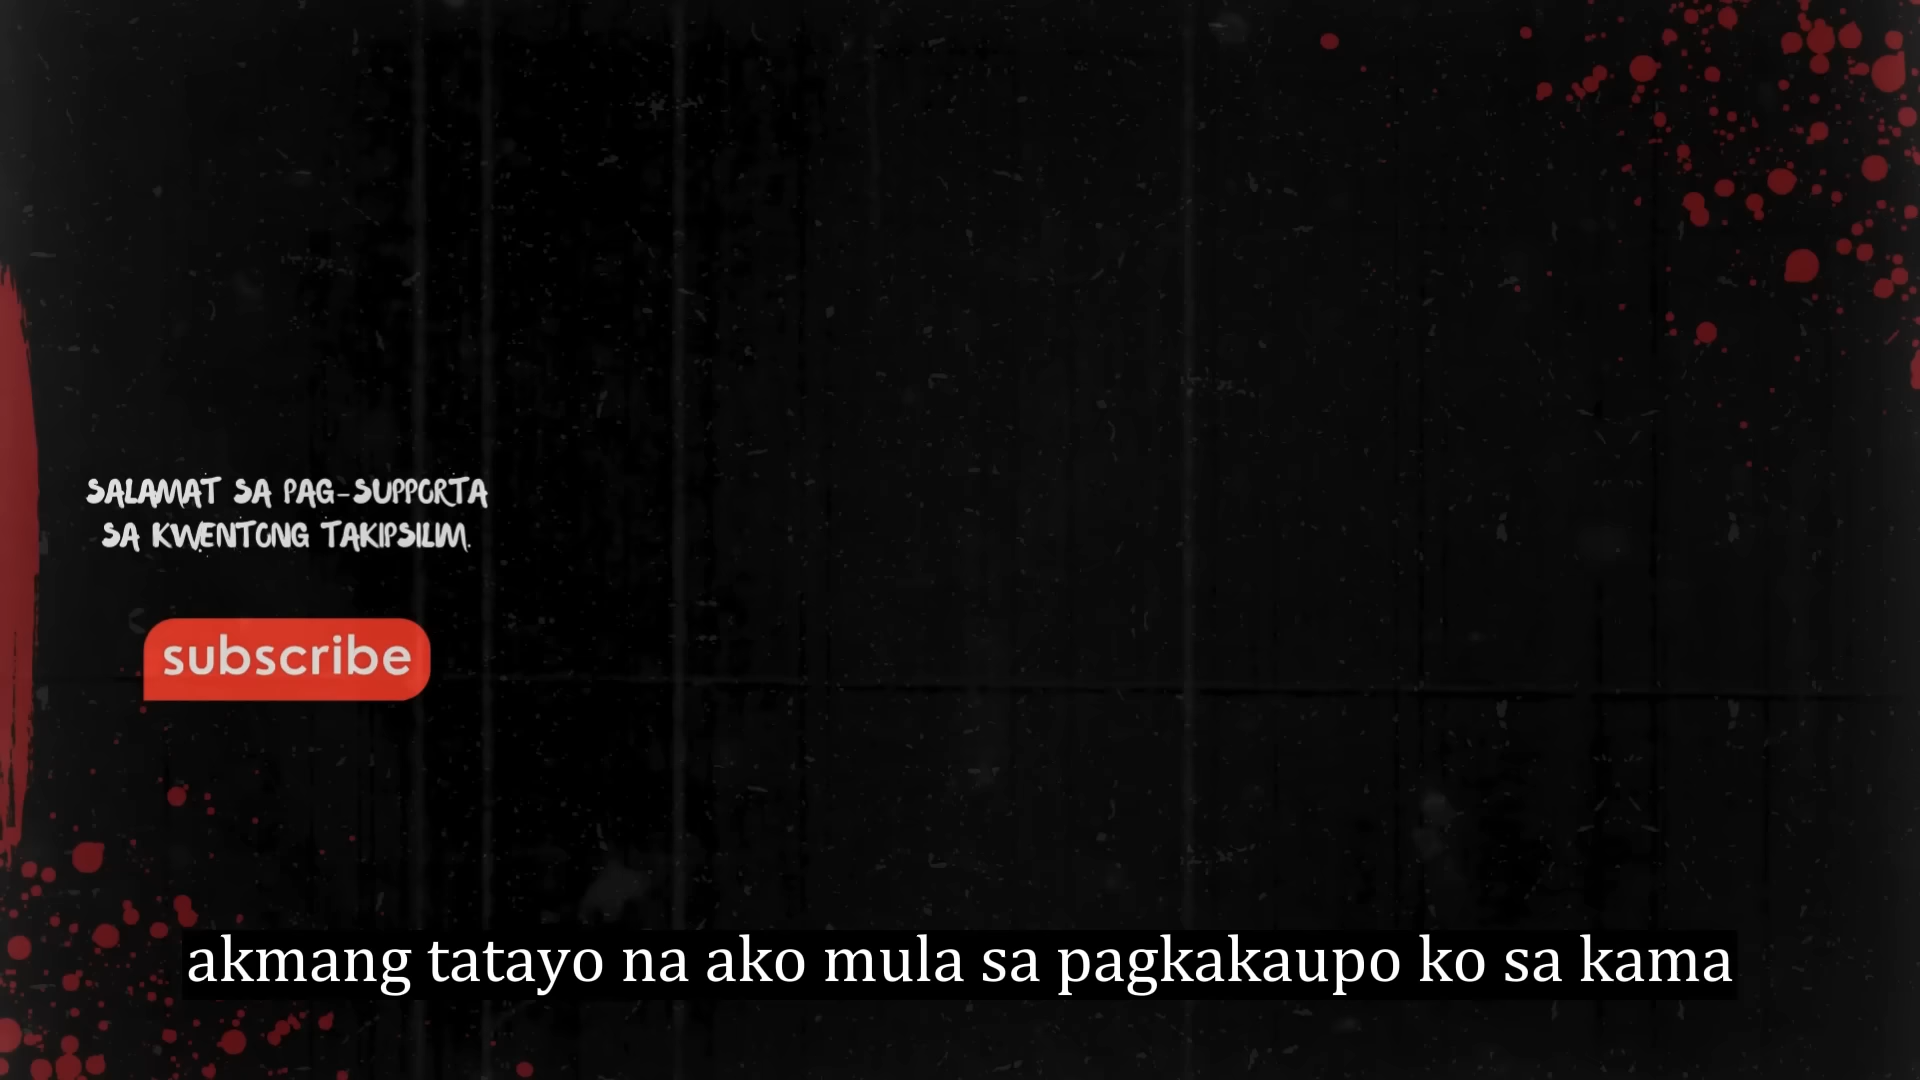 SALAMAT SA PAG-SUPPORTA
SA KWENTONG TAKIPSILIM.
subscribe
akmang tatayo na ako mula sa pagkakaupo ko sa kama